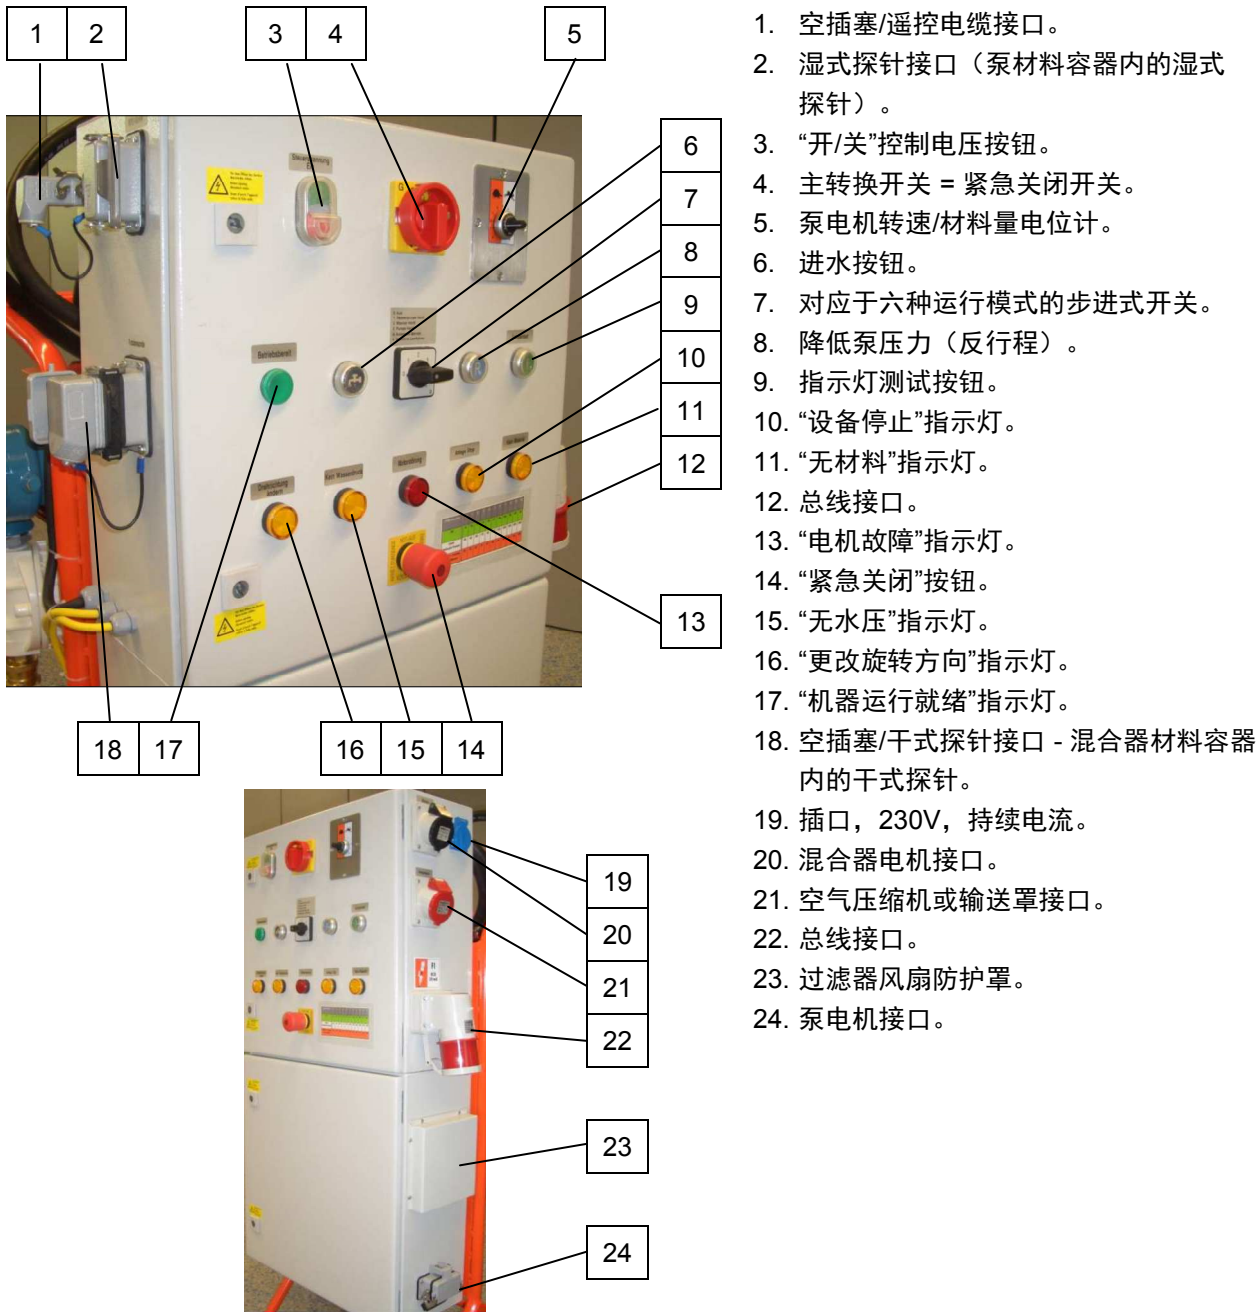 1 2 3 4 5
6
7
8
9
10
11
12
13
18 17 16 15 14
19
20
21
22
23
24
Betriebsbereit
1. 空插塞/遥控电缆接口。
2. 湿式探针接口（泵材料容器内的湿式
探针）。
3. “开/关”控制电压按钮。
4. 主转换开关 = 紧急关闭开关。
5. 泵电机转速/材料量电位计。
6. 进水按钮。
7. 对应于六种运行模式的步进式开关。
8. 降低泵压力（反行程）。
9. 指示灯测试按钮。
10. “设备停止”指示灯。
11. “无材料”指示灯。
12. 总线接口。
13. “电机故障”指示灯。
14. “紧急关闭”按钮。
15. “无水压”指示灯。
16. “更改旋转方向”指示灯。
17. “机器运行就绪”指示灯。
18. 空插塞/干式探针接口 - 混合器材料容器
内的干式探针。
19. 插口，230V，持续电流。
20. 混合器电机接口。
21. 空气压缩机或输送罩接口。
22. 总线接口。
23. 过滤器风扇防护罩。
24. 泵电机接口。